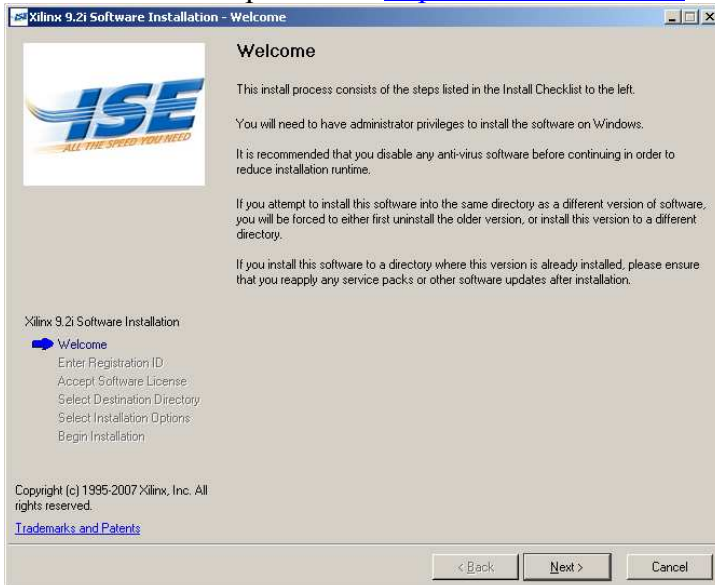 Xilinx 9.2i Software Installation - Welcome
ISE
ALL THE SPEED YOU NEED
Welcome
This install process consists of the steps listed in the Install Checklist to the left.
You will need to have administrator privileges to install the software on Windows.
It is recommended that you disable any anti-virus software before continuing in order to
reduce installation runtime.
If you attempt to install this software into the same directory as a different version of software,
you will be forced to either first uninstall the older version, or install this version to a different
directory.
If you install this software to a directory where this version is already installed, please ensure
that you reapply any service packs or other software updates after installation.
Xilinx 9.2i Software Installation
Welcome
Enter Registration ID
Accept Software License
Select Destination Directory
Select Installation Options
Begin Installation
Copyright (c) 1995-2007 Xilinx, Inc. All
rights reserved.
Trademarks and Patents
< Back
Next >
Cancel